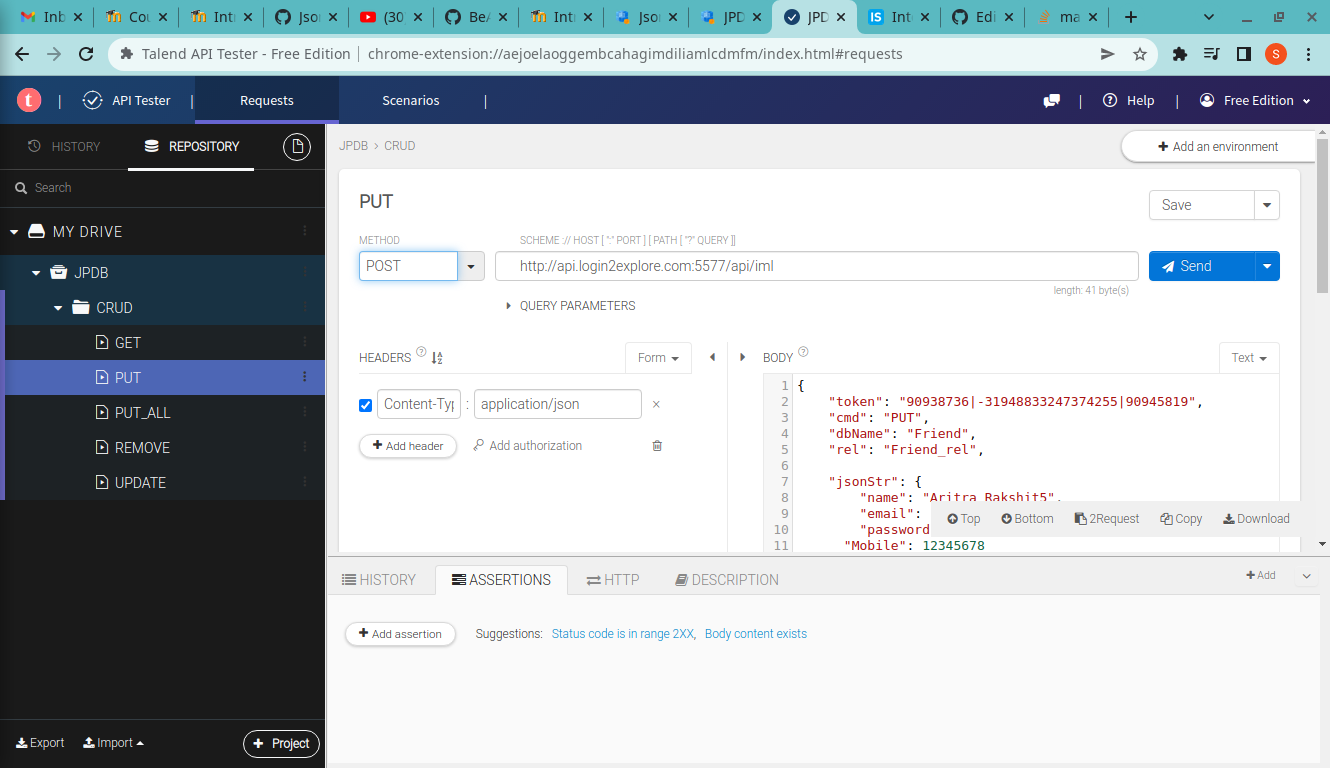 Inb
Cou
Intr
Json
(30
BeA
Intr
Json
JPD
JPD
Int
Edi
ma
Talend API Tester - Free Edition | chrome-extension://aejoelaoggembcahagimdiliamlcdmfm/index.html#requests
S
t | API Tester | Requests Scenarios | | Help | Free Edition
HISTORY REPOSITORY
Search
MY DRIVE
JPDB
CRUD
GET
PUT
PUT_ALL
REMOVE
UPDATE
Export Import + Project
JPDB > CRUD
+ Add an environment
PUT
Save
METHOD SCHEME :// HOST [ ":" PORT ] [ PATH [ "?" QUERY ]]
POST http://api.login2explore.com:5577/api/iml Send
length: 41 byte(s)
QUERY PARAMETERS
HEADERS ? Form
Content-Typ : application/json ×
+ Add header Add authorization
BODY ? Text
1 {
2 "token": "90938736|-31948833247374255|90945819",
3 "cmd": "PUT",
4 "dbName": "Friend",
5 "rel": "Friend_rel",
6
7 "jsonStr": {
8 "name": "Aritra Rakshit5",
9 "email":
10 "password
11 "Mobile": 12345678
Top Bottom 2Request Copy Download
HISTORY ASSERTIONS HTTP DESCRIPTION + Add
+ Add assertion Suggestions: Status code is in range 2XX, Body content exists